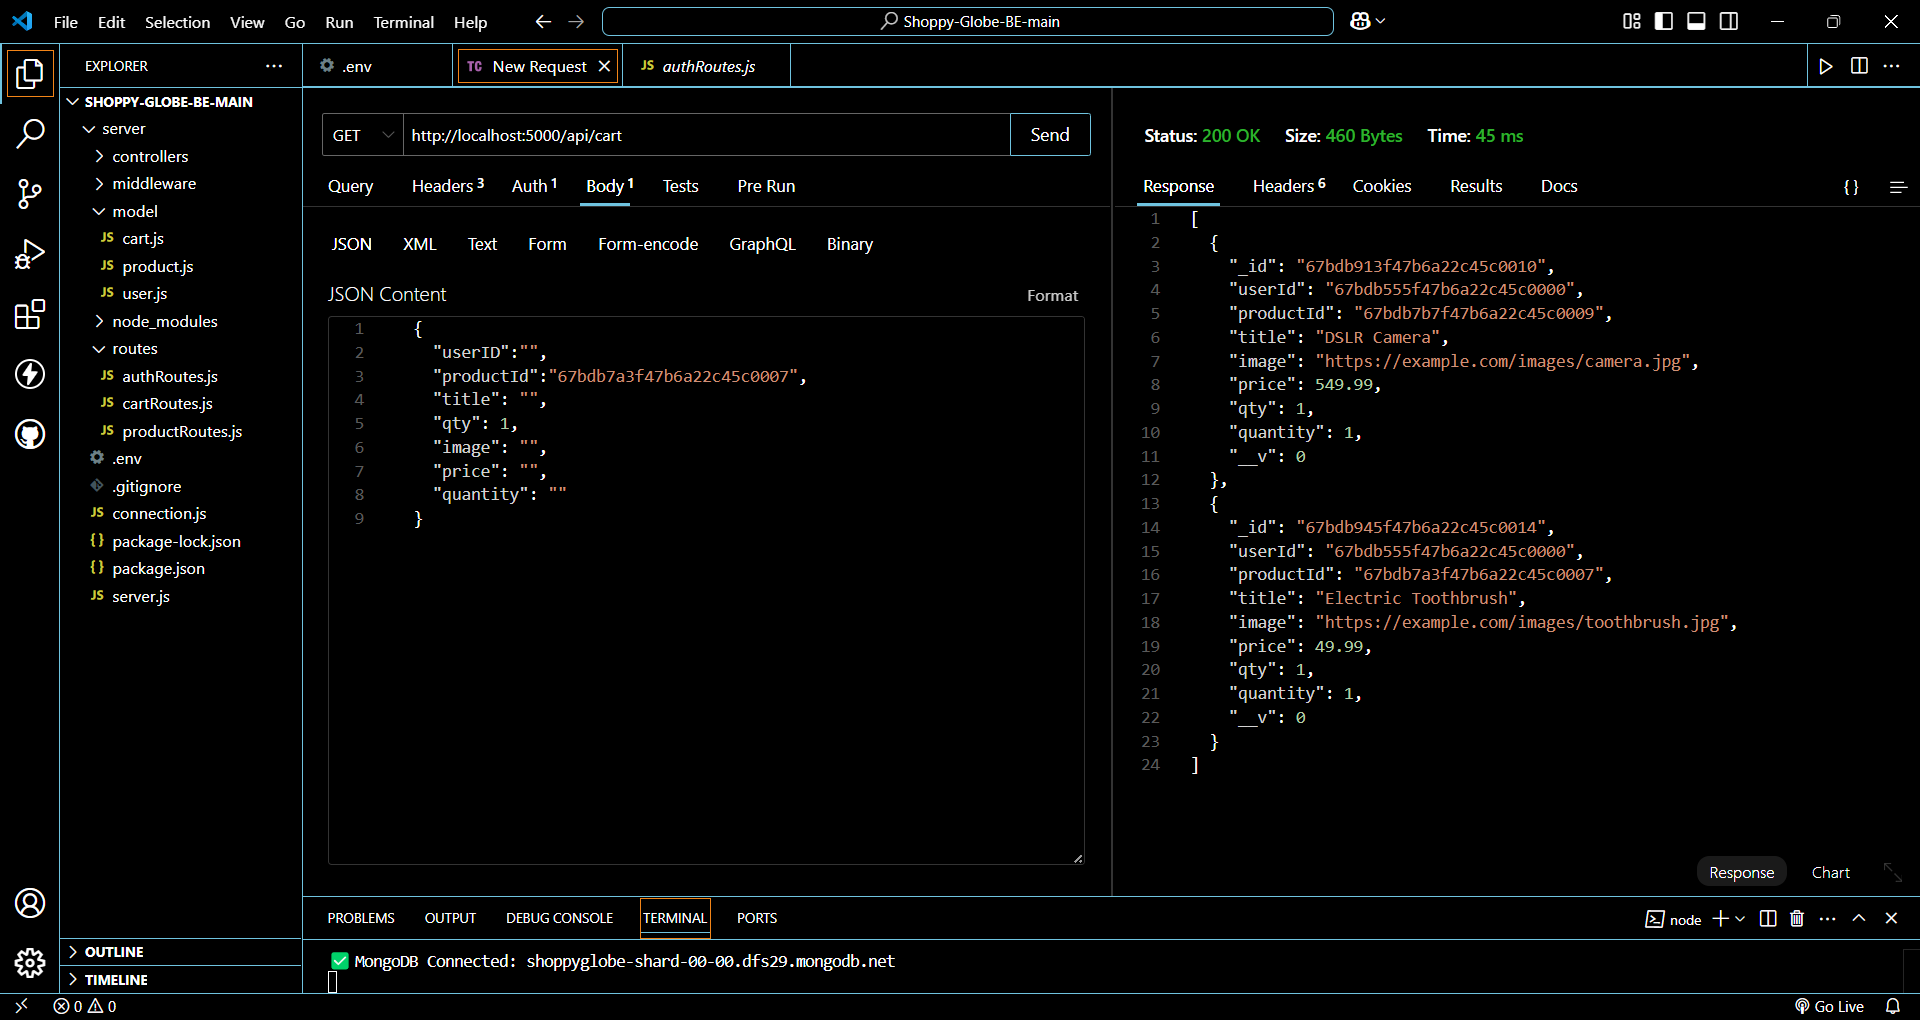 File Edit Selection View Go Run Terminal Help
Shoppy-Globe-BE-main
EXPLORER
SHOPPY-GLOBE-BE-MAIN
server
controllers
middleware
model
JS cart.js
JS product.js
JS user.js
node_modules
routes
JS authRoutes.js
JS cartRoutes.js
JS productRoutes.js
.env
.gitignore
JS connection.js
{} package-lock.json
{} package.json
JS server.js
OUTLINE
TIMELINE
.env
TC New Request
JS authRoutes.js
GET http://localhost:5000/api/cart Send
Query Headers 3 Auth 1 Body 1 Tests Pre Run
JSON XML Text Form Form-encode GraphQL Binary
JSON Content Format
1 {
2 "userID":"",
3 "productId":"67bdb7a3f47b6a22c45c0007",
4 "title": "",
5 "qty": 1,
6 "image": "",
7 "price": "",
8 "quantity": ""
9 }
Status: 200 OK Size: 460 Bytes Time: 45 ms
Response Headers 6 Cookies Results Docs {}
1 [
2 {
3 "_id": "67bdb913f47b6a22c45c0010",
4 "userId": "67bdb555f47b6a22c45c0000",
5 "productId": "67bdb7b7f47b6a22c45c0009",
6 "title": "DSLR Camera",
7 "image": "https://example.com/images/camera.jpg",
8 "price": 549.99,
9 "qty": 1,
10 "quantity": 1,
11 "__v": 0
12 },
13 {
14 "_id": "67bdb945f47b6a22c45c0014",
15 "userId": "67bdb555f47b6a22c45c0000",
16 "productId": "67bdb7a3f47b6a22c45c0007",
17 "title": "Electric Toothbrush",
18 "image": "https://example.com/images/toothbrush.jpg",
19 "price": 49.99,
20 "qty": 1,
21 "quantity": 1,
22 "__v": 0
23 }
24 ]
Response Chart
PROBLEMS OUTPUT DEBUG CONSOLE TERMINAL PORTS
node
MongoDB Connected: shoppyglobe-shard-00-00.dfs29.mongodb.net
0 0
Go Live